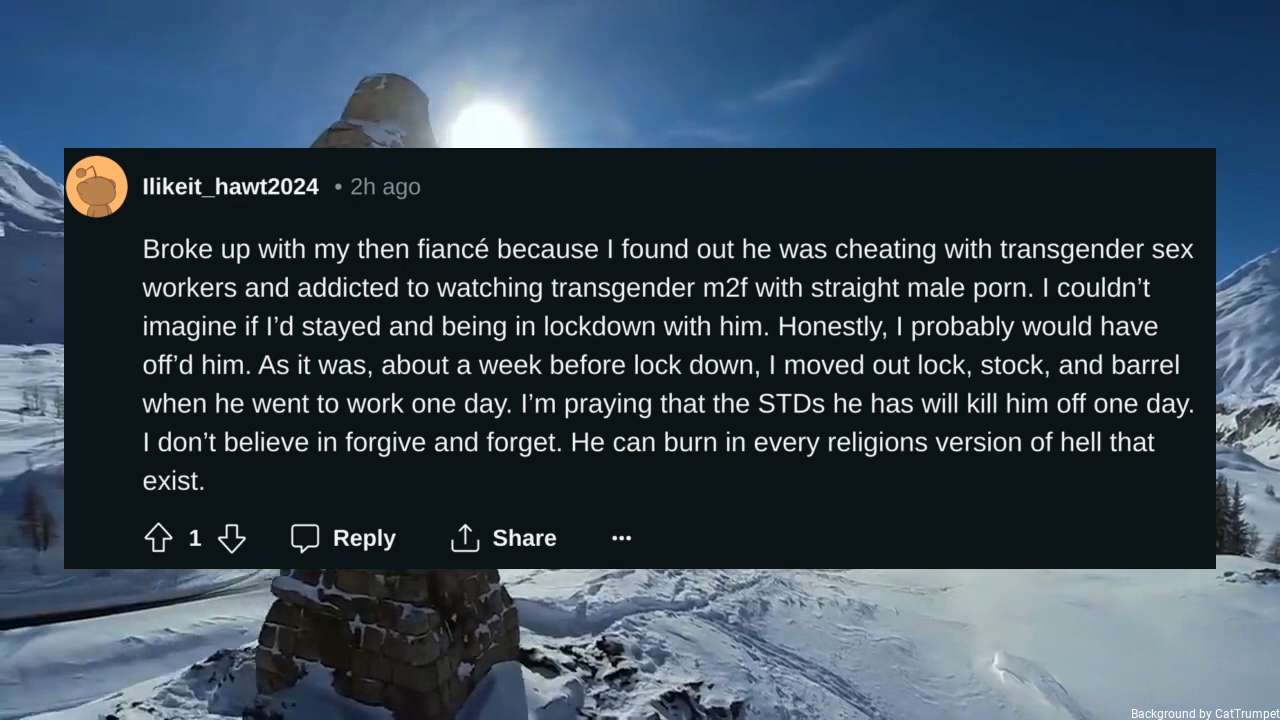 Ilikeit_hawt2024 • 2h ago
Broke up with my then fiancé because I found out he was cheating with transgender sex
workers and addicted to watching transgender m2f with straight male porn. I couldn’t
imagine if I’d stayed and being in lockdown with him. Honestly, I probably would have
off’d him. As it was, about a week before lock down, I moved out lock, stock, and barrel
when he went to work one day. I’m praying that the STDs he has will kill him off one day.
I don’t believe in forgive and forget. He can burn in every religions version of hell that
exist.
1 Reply Share
Background by CatTrumpet